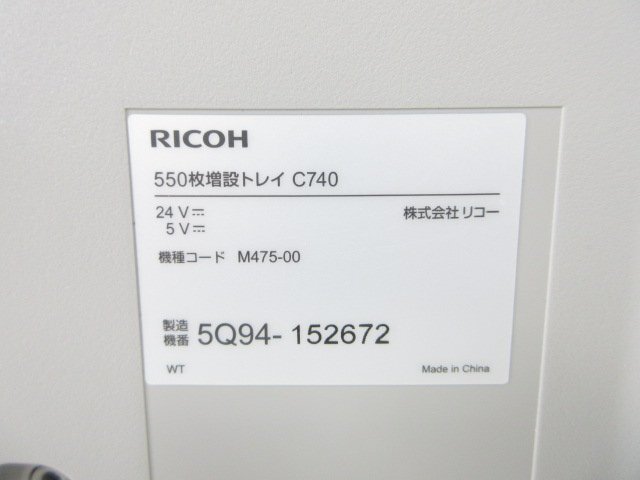 RICOH
550枚増設トレイ C740
24 V⎓ 株式会社 リコー
5 V⎓
機種コード M475-00
製造機番 5Q94- 152672
WT Made in China